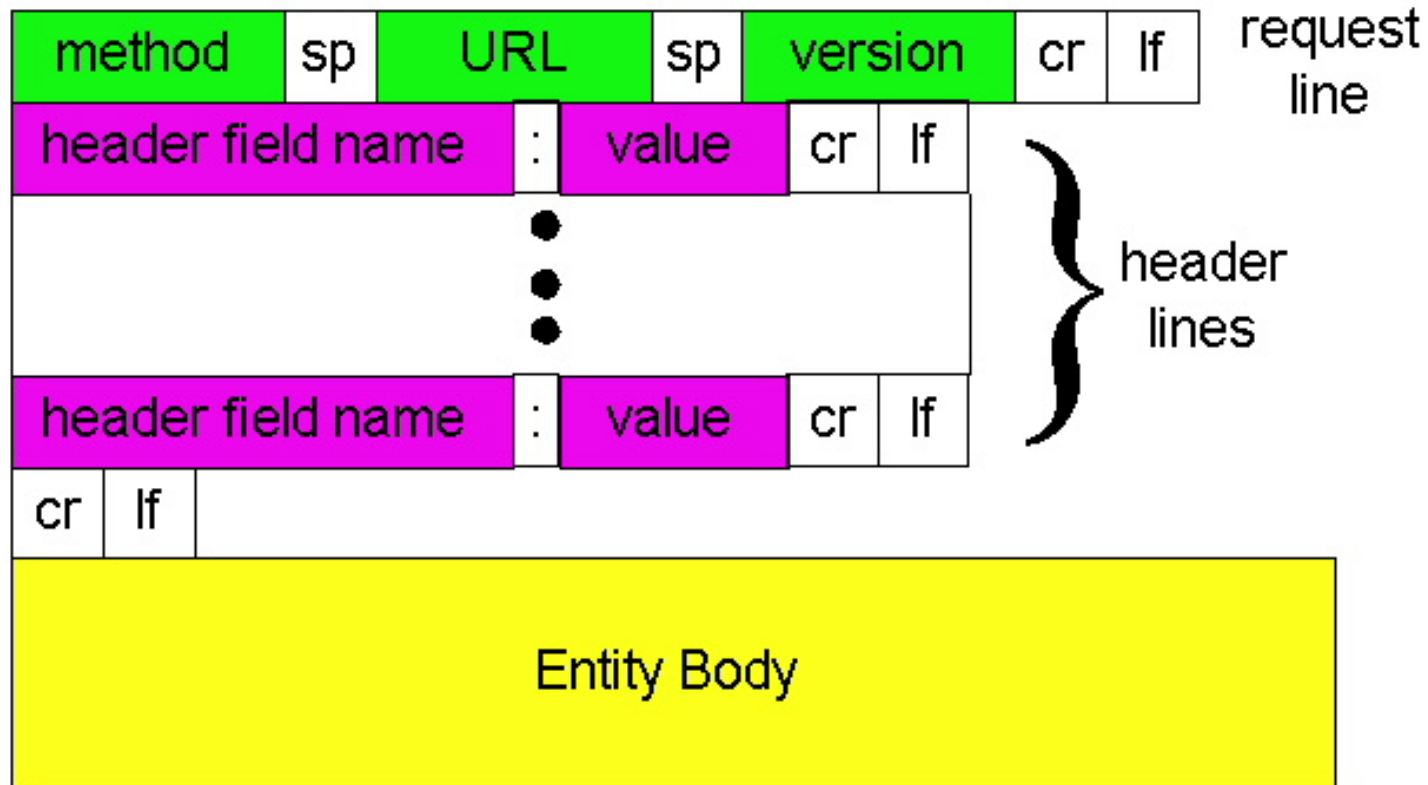 method sp URL sp version cr lf request line
header field name : value cr lf
header lines
header field name : value cr lf
cr lf
Entity Body